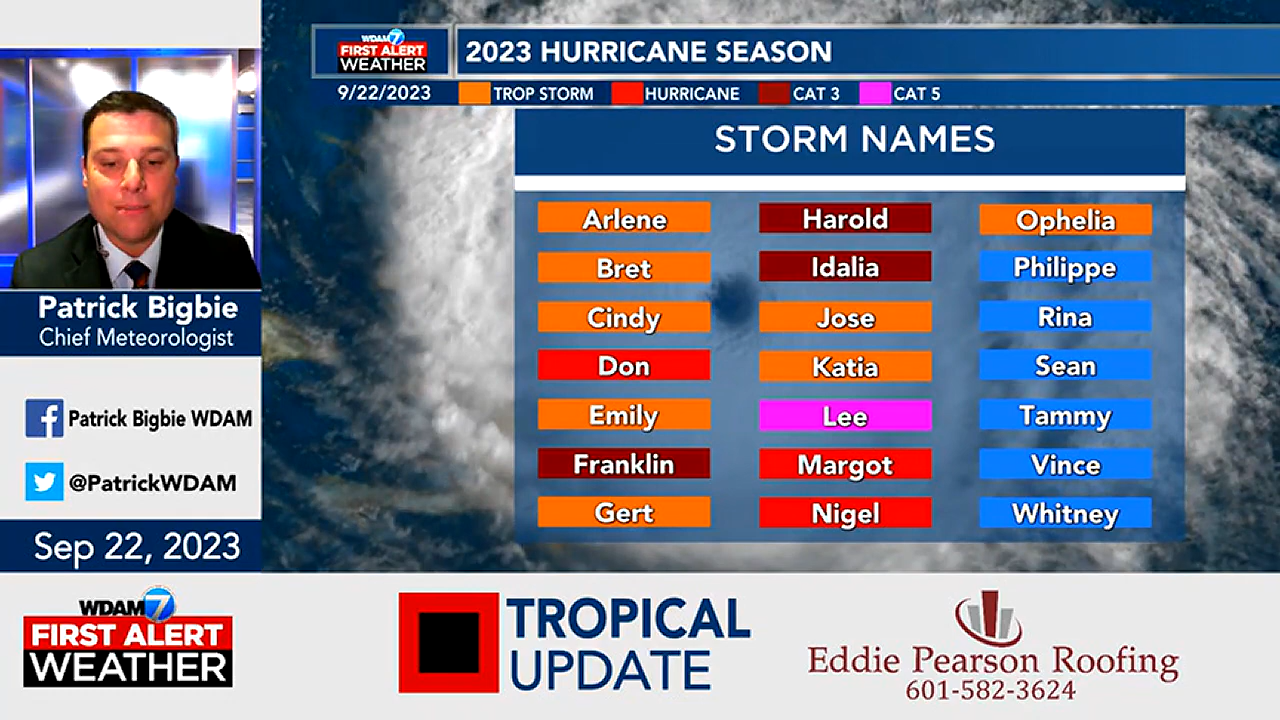 WDAM 7
FIRST ALERT
WEATHER
2023 HURRICANE SEASON
9/22/2023
TROP STORM
HURRICANE
CAT 3
CAT 5
STORM NAMES
Arlene
Bret
Cindy
Don
Emily
Franklin
Gert
Harold
Idalia
Jose
Katia
Lee
Margot
Nigel
Ophelia
Philippe
Rina
Sean
Tammy
Vince
Whitney
Patrick Bigbie
Chief Meteorologist
f Patrick Bigbie WDAM
@PatrickWDAM
Sep 22, 2023
WDAM 7
FIRST ALERT
WEATHER
TROPICAL
UPDATE
Eddie Pearson Roofing
601-582-3624